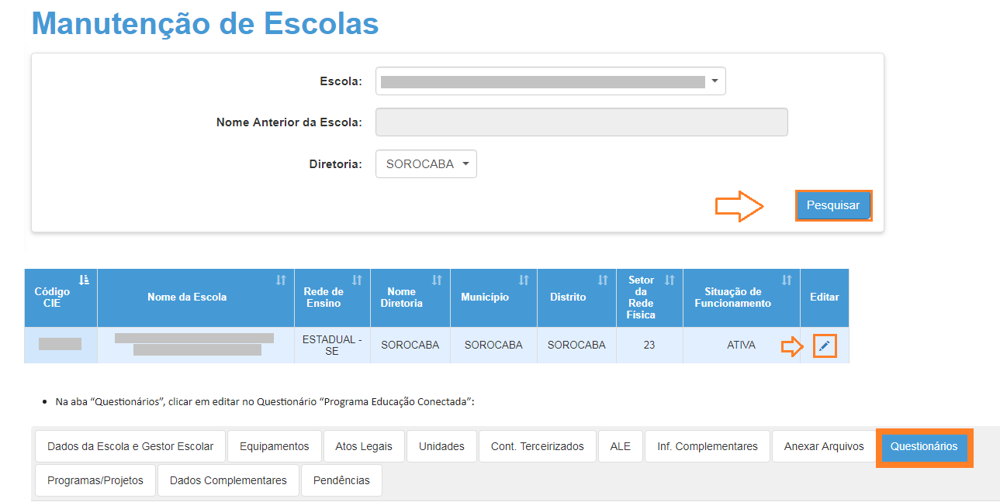 Manutenção de Escolas
Escola:
Nome Anterior da Escola:
Diretoria: SOROCABA
Pesquisar
Código CIE Nome da Escola Rede de Ensino Nome Diretoria Município Distrito Setor da Rede Física Situação de Funcionamento Editar
ESTADUAL - SE SOROCABA SOROCABA SOROCABA 23 ATIVA
• Na aba “Questionários”, clicar em editar no Questionário “Programa Educação Conectada”:
Dados da Escola e Gestor Escolar Equipamentos Atos Legais Unidades Cont. Terceirizados ALE Inf. Complementares Anexar Arquivos Questionários
Programas/Projetos Dados Complementares Pendências